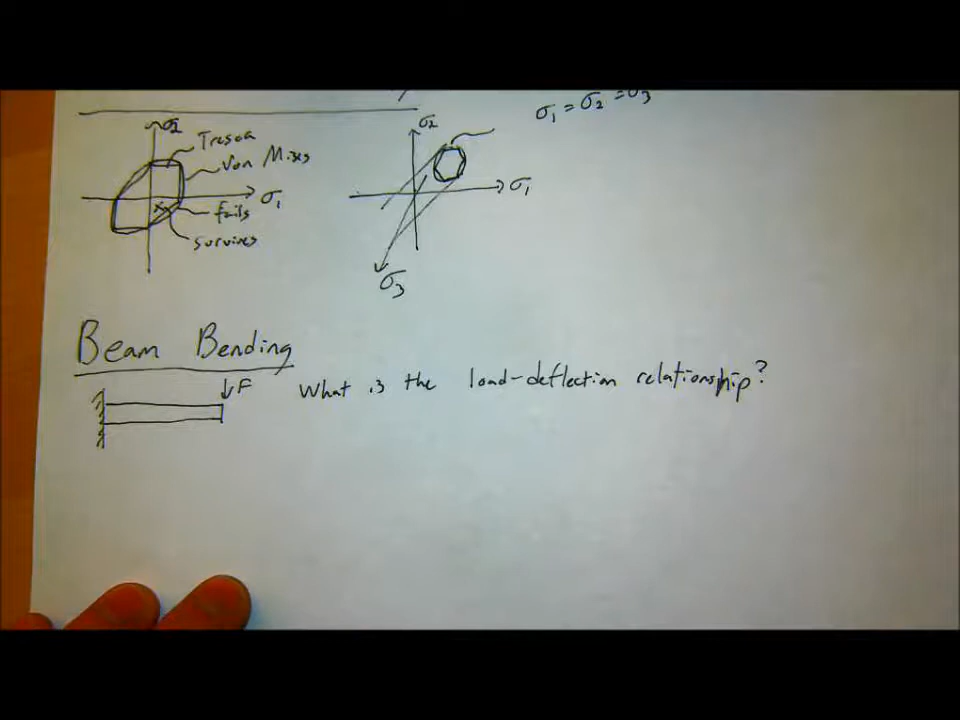 σ₁ = σ₂ = σ₃
σ₂
Tresca
Von Mises
σ₁
fails
survives
σ₂
σ₁
σ₃
Beam Bending
F
What is the load-deflection relationship?